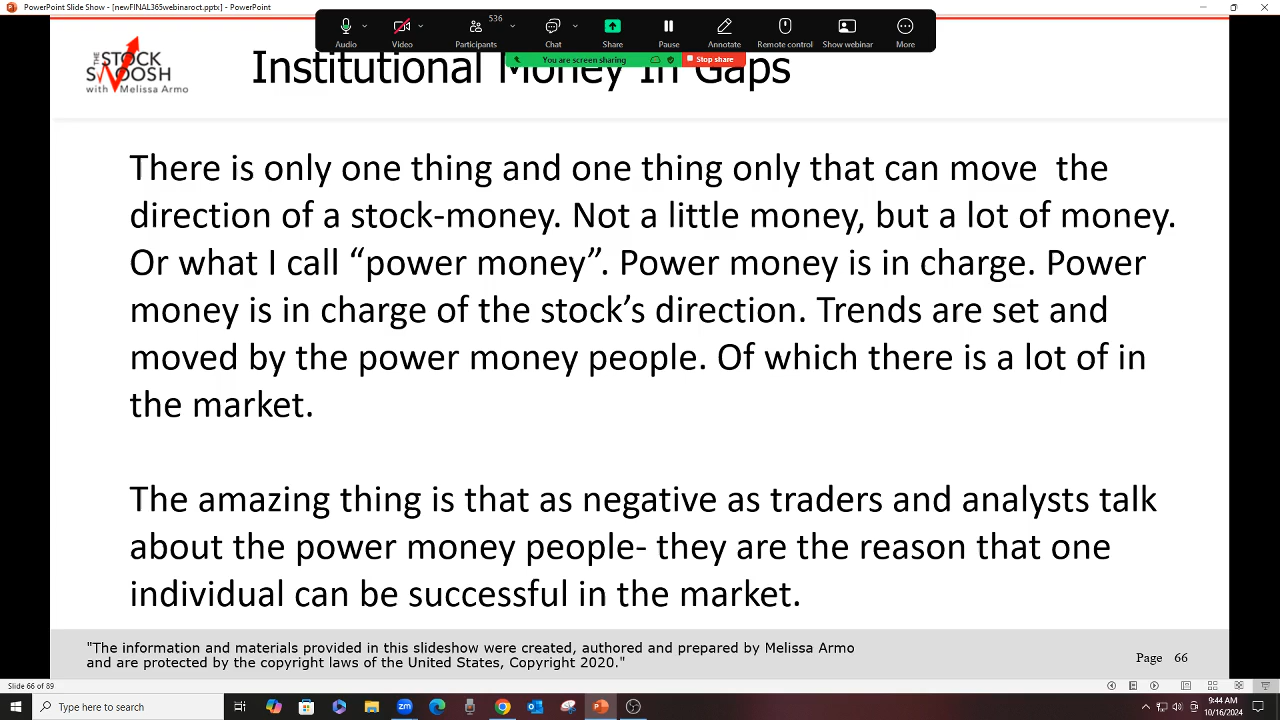 PowerPoint Slide Show - [newFINAL365webinaroct.pptx] - PowerPoint
536
Audio Video Participants Chat Share Pause Annotate Remote control Show webinar More
You are screen sharing Stop share
THE STOCK SWOOSH
with Melissa Armo
Institutional Money In Gaps
There is only one thing and one thing only that can move  the
direction of a stock-money. Not a little money, but a lot of money.
Or what I call “power money”. Power money is in charge. Power
money is in charge of the stock’s direction. Trends are set and
moved by the power money people. Of which there is a lot of in
the market.
The amazing thing is that as negative as traders and analysts talk
about the power money people- they are the reason that one
individual can be successful in the market.
"The information and materials provided in this slideshow were created, authored and prepared by Melissa Armo
and are protected by the copyright laws of the United States, Copyright 2020."
Page 66
Slide 66 of 89
Type here to search
9:44 AM
10/16/2024